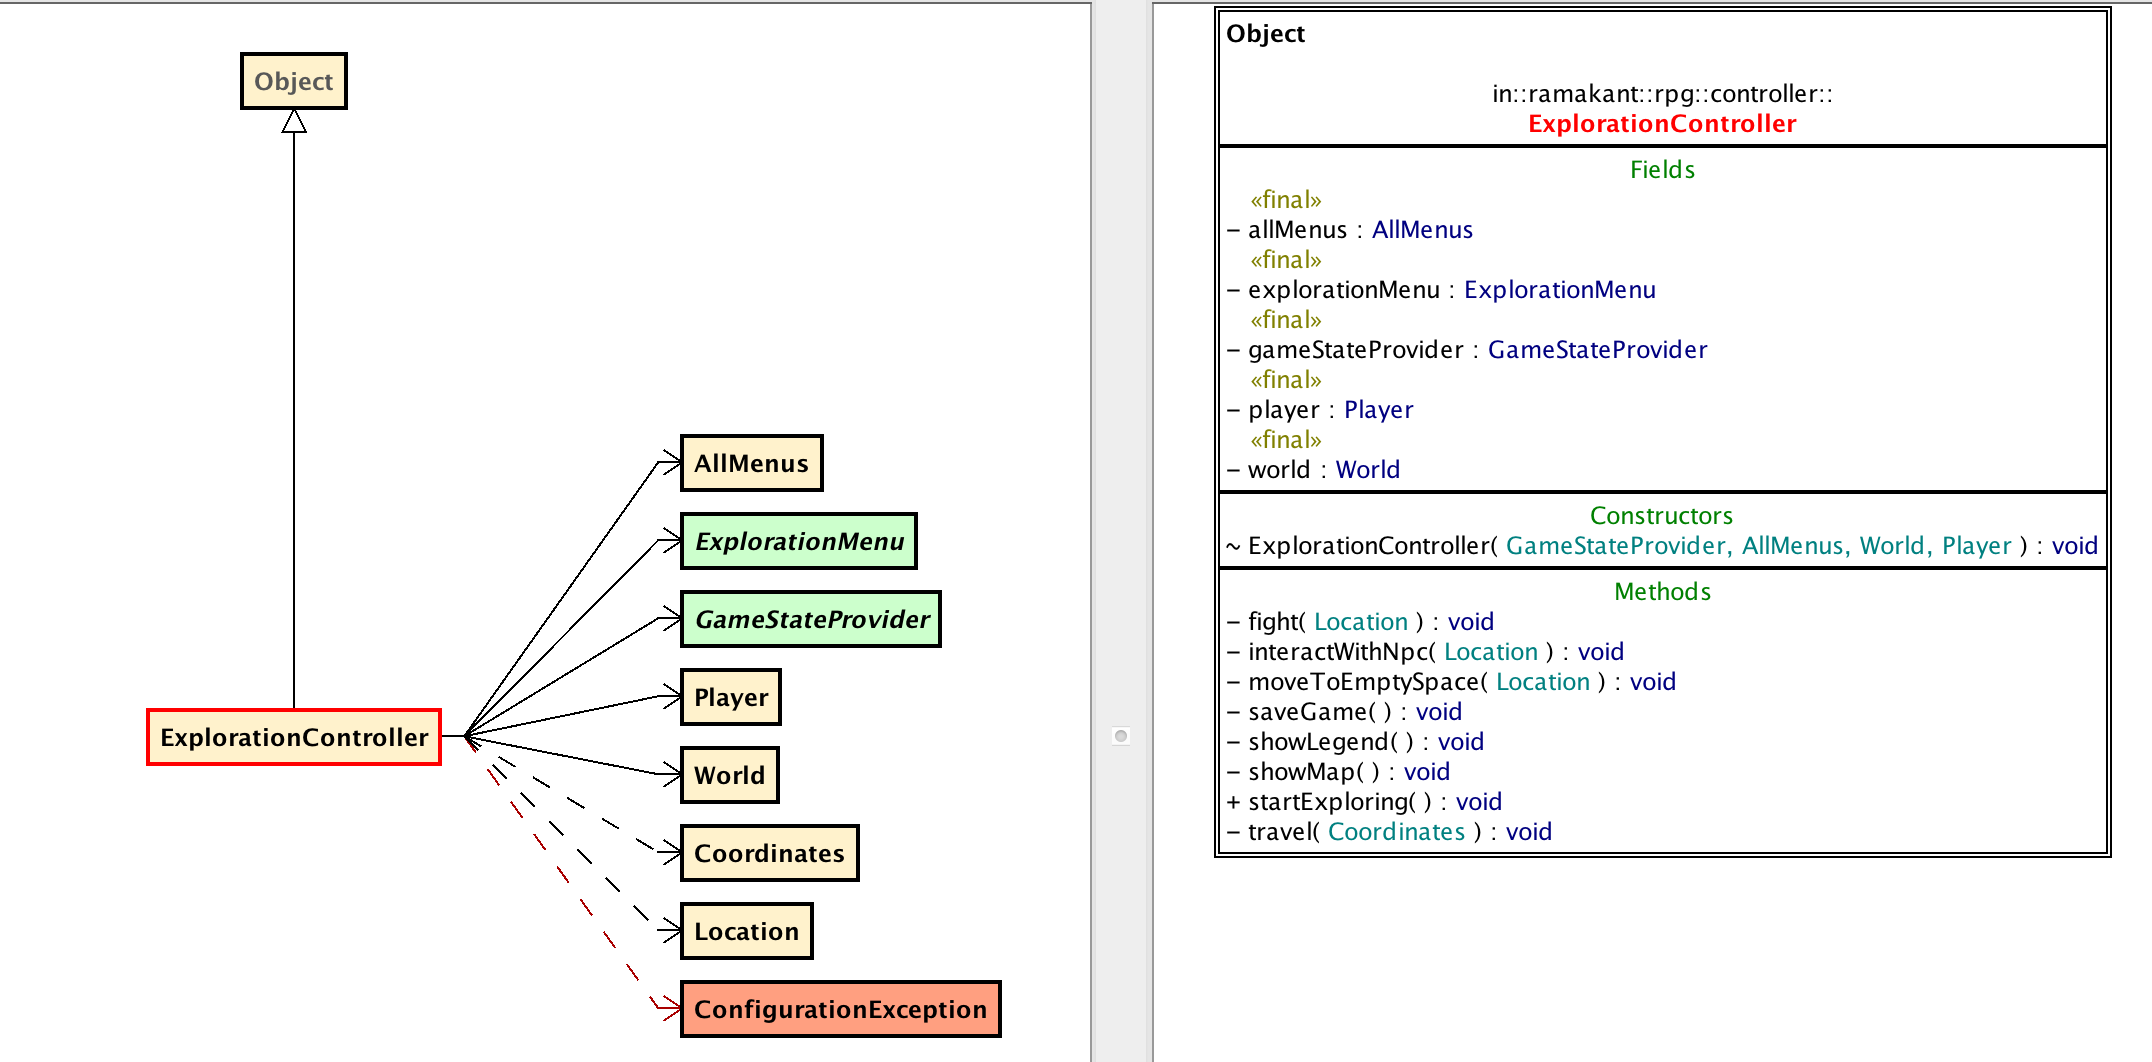 Object
AllMenus
ExplorationMenu
GameStateProvider
Player
ExplorationController
World
Coordinates
Location
ConfigurationException
Object
in::ramakant::rpg::controller::
ExplorationController
Fields
«final»
– allMenus : AllMenus
«final»
– explorationMenu : ExplorationMenu
«final»
– gameStateProvider : GameStateProvider
«final»
– player : Player
«final»
– world : World
Constructors
~ ExplorationController( GameStateProvider, AllMenus, World, Player ) : void
Methods
– fight( Location ) : void
– interactWithNpc( Location ) : void
– moveToEmptySpace( Location ) : void
– saveGame( ) : void
– showLegend( ) : void
– showMap( ) : void
+ startExploring( ) : void
– travel( Coordinates ) : void